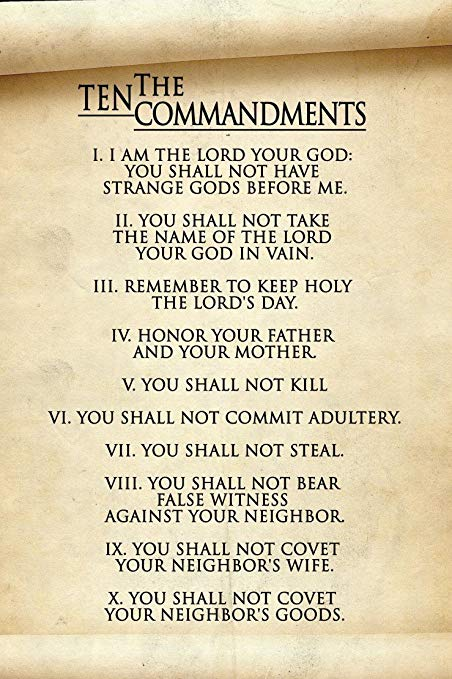 THE
TEN COMMANDMENTS
I. I AM THE LORD YOUR GOD:
YOU SHALL NOT HAVE
STRANGE GODS BEFORE ME.
II. YOU SHALL NOT TAKE
THE NAME OF THE LORD
YOUR GOD IN VAIN.
III. REMEMBER TO KEEP HOLY
THE LORD'S DAY.
IV. HONOR YOUR FATHER
AND YOUR MOTHER.
V. YOU SHALL NOT KILL
VI. YOU SHALL NOT COMMIT ADULTERY.
VII. YOU SHALL NOT STEAL.
VIII. YOU SHALL NOT BEAR
FALSE WITNESS
AGAINST YOUR NEIGHBOR.
IX. YOU SHALL NOT COVET
YOUR NEIGHBOR'S WIFE.
X. YOU SHALL NOT COVET
YOUR NEIGHBOR'S GOODS.